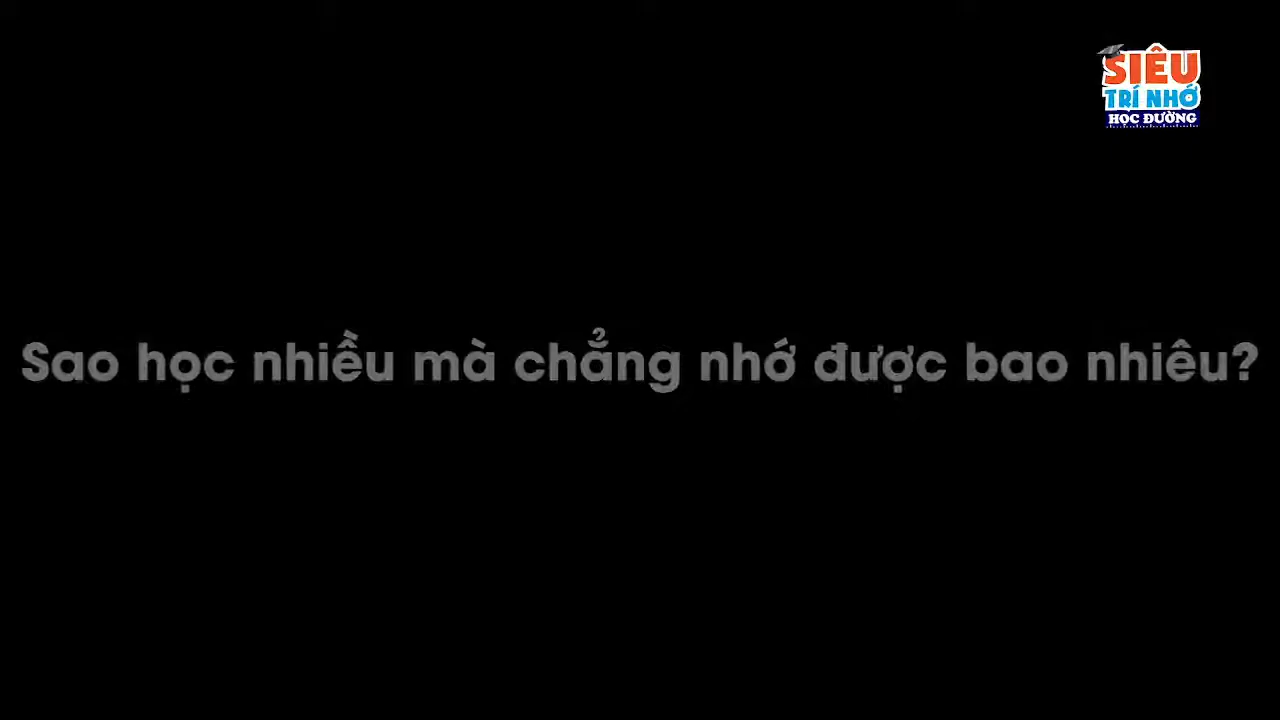 SIÊU
TRÍ NHỚ
HỌC ĐƯỜNG
Sao học nhiều mà chẳng nhớ được bao nhiêu?